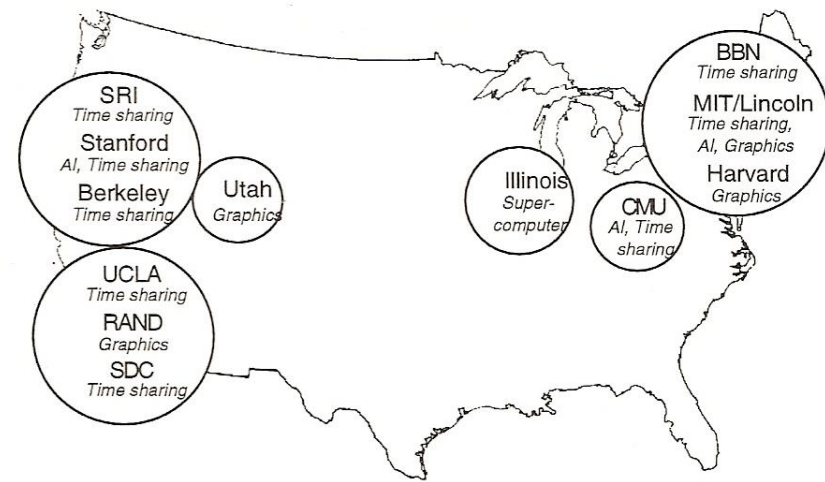 SRI
Time sharing
Stanford
AI, Time sharing
Berkeley
Time sharing
Utah
Graphics
UCLA
Time sharing
RAND
Graphics
SDC
Time sharing
Illinois
Super-
computer
CMU
AI, Time
sharing
BBN
Time sharing
MIT/Lincoln
Time sharing,
AI, Graphics
Harvard
Graphics